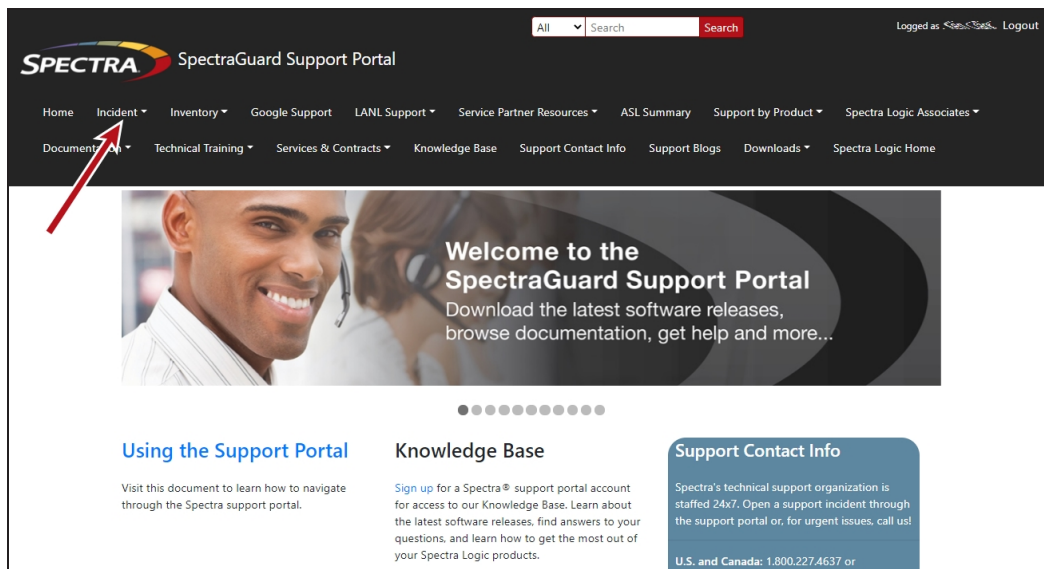 All Search Search Logged as Logout
SPECTRA SpectraGuard Support Portal
Home Incident Inventory Google Support LANL Support Service Partner Resources ASL Summary Support by Product Spectra Logic Associates
Documentation Technical Training Services & Contracts Knowledge Base Support Contact Info Support Blogs Downloads Spectra Logic Home
Welcome to the
SpectraGuard Support Portal
Download the latest software releases,
browse documentation, get help and more...
Using the Support Portal
Visit this document to learn how to navigate
through the Spectra support portal.
Knowledge Base
Sign up for a Spectra® support portal account
for access to our Knowledge Base. Learn about
the latest software releases, find answers to your
questions, and learn how to get the most out of
your Spectra Logic products.
Support Contact Info
Spectra's technical support organization is
staffed 24x7. Open a support incident through
the support portal or, for urgent issues, call us!
U.S. and Canada: 1.800.227.4637 or